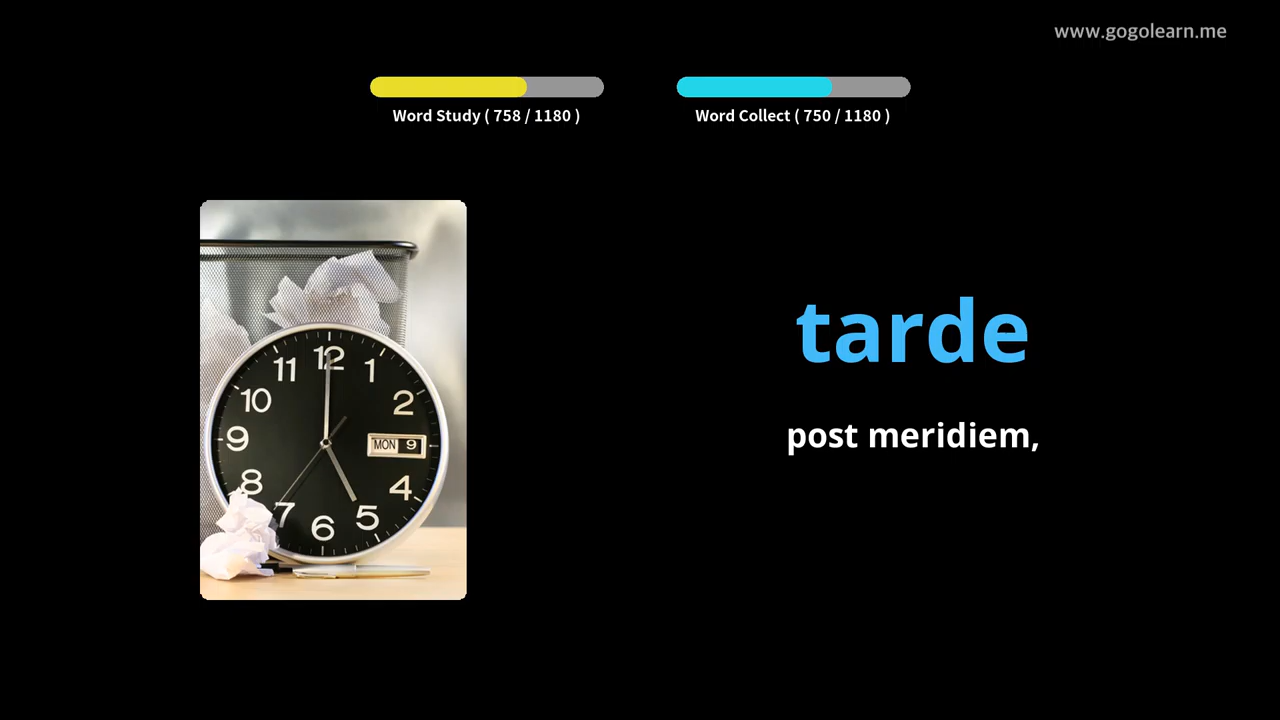 www.gogolearn.me
Word Study ( 758 / 1180 )
Word Collect ( 750 / 1180 )
tarde
post meridiem,
12
11
1
10
2
9
MON 9
8
4
7
5
6